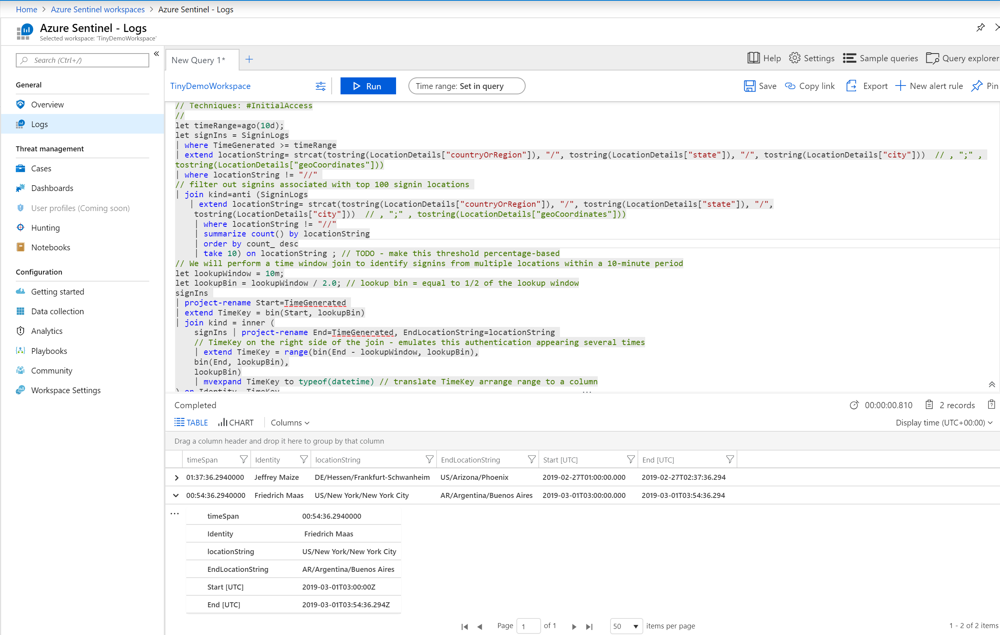 Home > Azure Sentinel workspaces > Azure Sentinel - Logs
Azure Sentinel - Logs
Selected workspace: 'TinyDemoWorkspace'
Search (Ctrl+/)
«
General
Overview
Logs
Threat management
Cases
Dashboards
User profiles (Coming soon)
Hunting
Notebooks
Configuration
Getting started
Data collection
Analytics
Playbooks
Community
Workspace Settings
New Query 1* +
Help Settings Sample queries Query explorer
TinyDemoWorkspace Run Time range: Set in query Save Copy link Export New alert rule Pin
// Techniques: #InitialAccess
//
let timeRange=ago(10d);
let signIns = SigninLogs
| where TimeGenerated >= timeRange
| extend locationString= strcat(tostring(LocationDetails["countryOrRegion"]), "/", tostring(LocationDetails["state"]), "/", tostring(LocationDetails["city"])) // , ";" ,
tostring(LocationDetails["geoCoordinates"]))
| where locationString != "//"
// filter out signins associated with top 100 signin locations
| join kind=anti (SigninLogs
| extend locationString= strcat(tostring(LocationDetails["countryOrRegion"]), "/", tostring(LocationDetails["state"]), "/",
tostring(LocationDetails["city"])) // , ";" , tostring(LocationDetails["geoCoordinates"]))
| where locationString != "//"
| summarize count() by locationString
| order by count_ desc
| take 10) on locationString ; // TODO - make this threshold percentage-based
// We will perform a time window join to identify signins from multiple locations within a 10-minute period
let lookupWindow = 10m;
let lookupBin = lookupWindow / 2.0; // lookup bin = equal to 1/2 of the lookup window
signIns
| project-rename Start=TimeGenerated
| extend TimeKey = bin(Start, lookupBin)
| join kind = inner (
signIns | project-rename End=TimeGenerated, EndLocationString=locationString
// TimeKey on the right side of the join - emulates this authentication appearing several times
| extend TimeKey = range(bin(End - lookupWindow, lookupBin),
bin(End, lookupBin),
lookupBin)
| mvexpand TimeKey to typeof(datetime) // translate TimeKey arrange range to a column
) on Identity, TimeKey
...
Completed 00:00:00.810 2 records
TABLE CHART Columns Display time (UTC+00:00)
Drag a column header and drop it here to group by that column
timeSpan Identity locationString EndLocationString Start [UTC] End [UTC]
01:37:36.2940000 Jeffrey Maize DE/Hessen/Frankfurt-Schwanheim US/Arizona/Phoenix 2019-02-27T01:00:00.000 2019-02-27T02:37:36.294
00:54:36.2940000 Friedrich Maas US/New York/New York City AR/Argentina/Buenos Aires 2019-03-01T03:00:00.000 2019-03-01T03:54:36.294
...
timeSpan 00:54:36.2940000
Identity Friedrich Maas
locationString US/New York/New York City
EndLocationString AR/Argentina/Buenos Aires
Start [UTC] 2019-03-01T03:00:00Z
End [UTC] 2019-03-01T03:54:36.294Z
Page 1 of 1 50 items per page 1 - 2 of 2 items